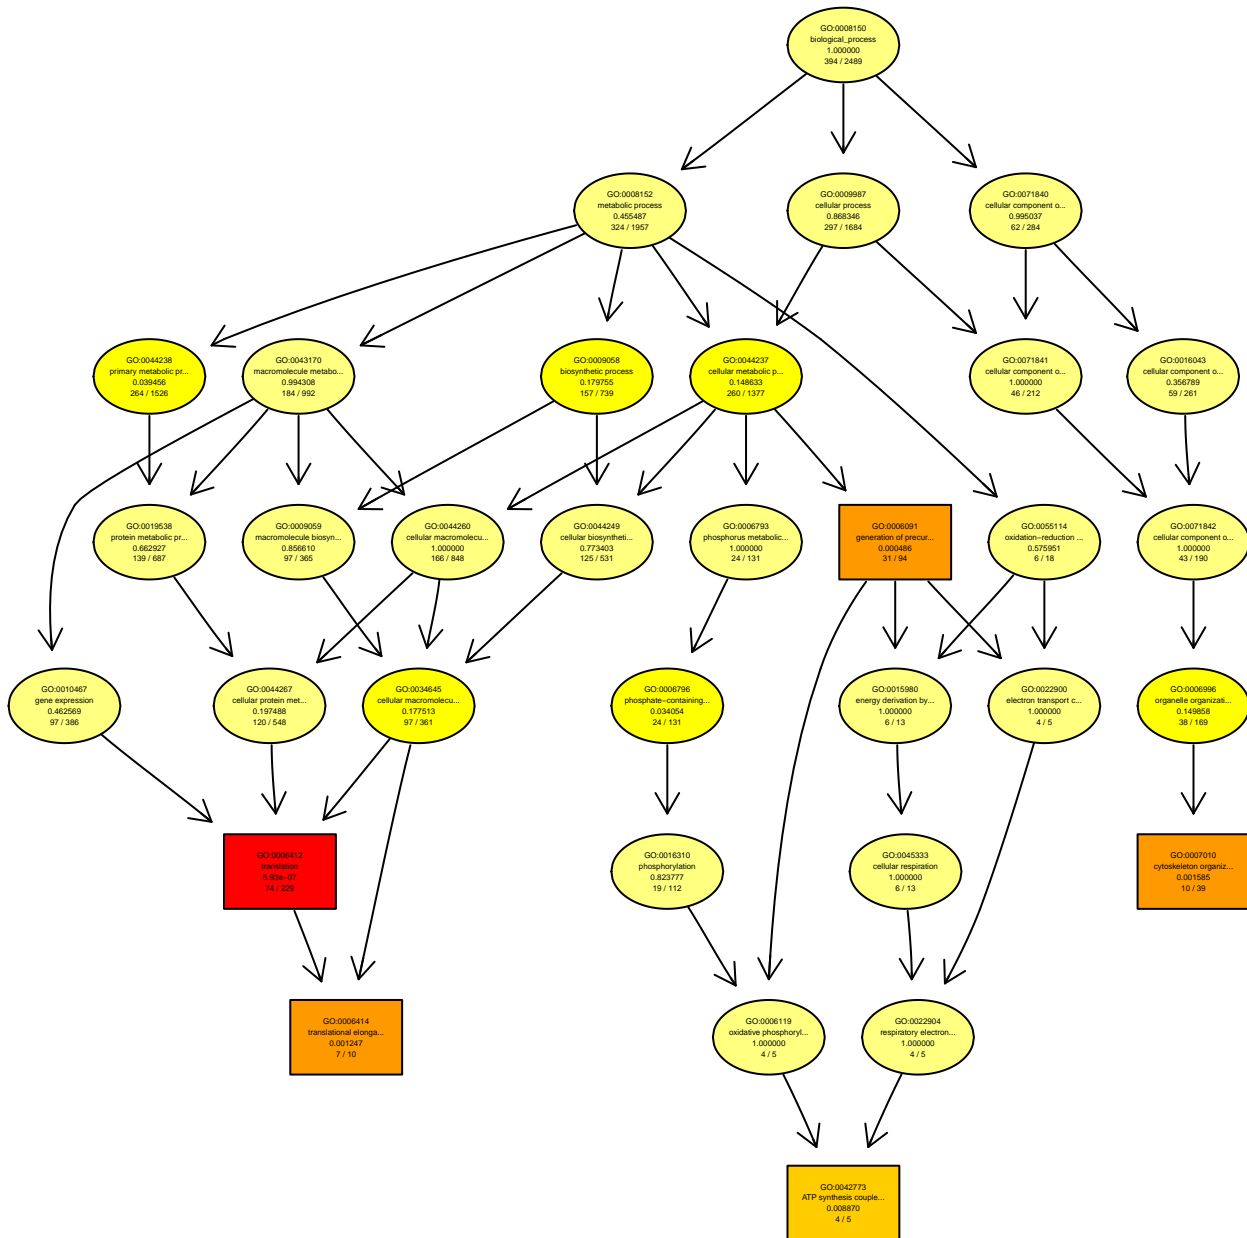 GO:0008150
biological_process
1.000000
394 / 2489
GO:0008152
metabolic process
0.455487
324 / 1957
GO:0009987
cellular process
0.868346
297 / 1684
GO:0071840
cellular component o...
0.995037
62 / 284
GO:0044238
primary metabolic pr...
0.039456
264 / 1526
GO:0043170
macromolecule metabo...
0.994308
184 / 992
GO:0009058
biosynthetic process
0.179755
157 / 739
GO:0044237
cellular metabolic p...
0.148633
260 / 1377
GO:0071841
cellular component o...
1.000000
46 / 212
GO:0016043
cellular component o...
0.356789
59 / 261
GO:0019538
protein metabolic pr...
0.662927
139 / 687
GO:0009059
macromolecule biosyn...
0.856610
97 / 365
GO:0044260
cellular macromolecu...
1.000000
166 / 848
GO:0044249
cellular biosyntheti...
0.773403
125 / 531
GO:0006793
phosphorus metabolic...
1.000000
24 / 131
GO:0006091
generation of precur...
0.000486
31 / 94
GO:0055114
oxidation−reduction ...
0.575951
6 / 18
GO:0071842
cellular component o...
1.000000
43 / 190
GO:0010467
gene expression
0.462569
97 / 386
GO:0044267
cellular protein met...
0.197488
120 / 548
GO:0034645
cellular macromolecu...
0.177513
97 / 361
GO:0006796
phosphate−containing...
0.034054
24 / 131
GO:0015980
energy derivation by...
1.000000
6 / 13
GO:0022900
electron transport c...
1.000000
4 / 5
GO:0006996
organelle organizati...
0.149858
38 / 169
GO:0006412
translation
5.93e−07
74 / 229
GO:0016310
phosphorylation
0.823777
19 / 112
GO:0045333
cellular respiration
1.000000
6 / 13
GO:0007010
cytoskeleton organiz...
0.001585
10 / 39
GO:0006414
translational elonga...
0.001247
7 / 10
GO:0006119
oxidative phosphoryl...
1.000000
4 / 5
GO:0022904
respiratory electron...
1.000000
4 / 5
GO:0042773
ATP synthesis couple...
0.008870
4 / 5